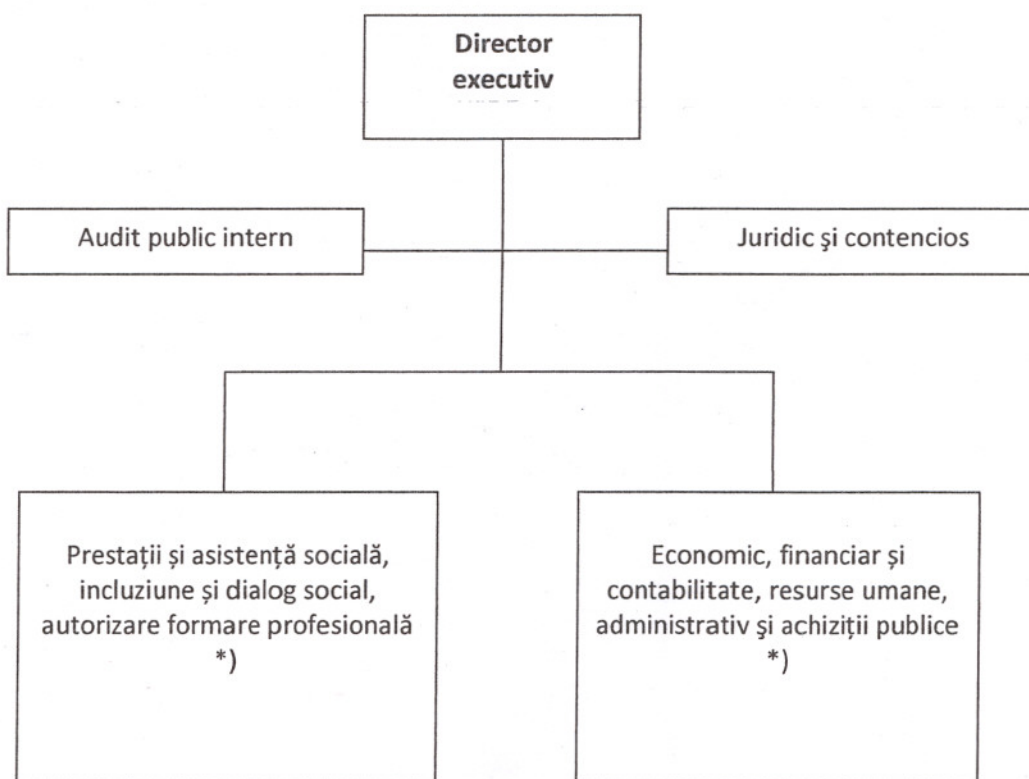 Director
executiv
Audit public intern
Juridic şi contencios
Prestații și asistență socială,
incluziune și dialog social,
autorizare formare profesională
*)
Economic, financiar şi
contabilitate, resurse umane,
administrativ şi achiziții publice
*)